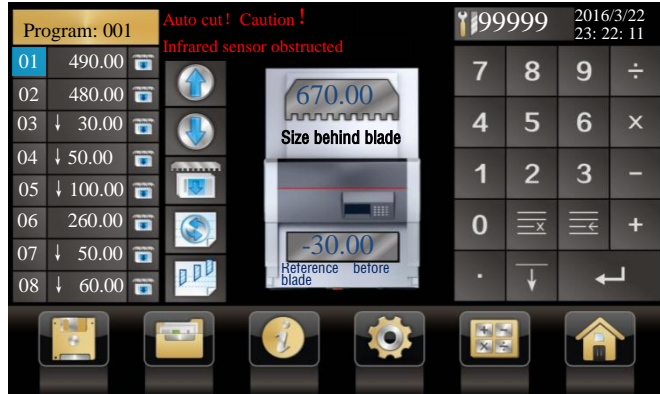 Program: 001
Auto cut! Caution!
Infrared sensor obstructed
99999
2016/3/22
23: 22: 11
01 490.00
02 480.00
03 ↓ 30.00
04 ↓ 50.00
05 ↓ 100.00
06 260.00
07 ↓ 50.00
08 ↓ 60.00
670.00
Size behind blade
-30.00
Reference before
blade
7 8 9 ÷
4 5 6 ×
1 2 3 −
0 +
.